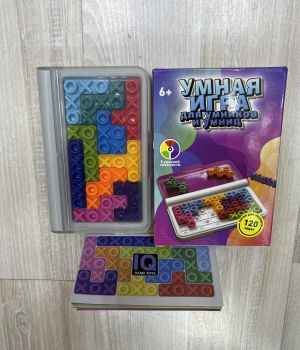 6+
УМНАЯ
ИГРА
ДЛЯ УМНИКОВ
И УМНИЦ
120
IQ
GAME TOYS